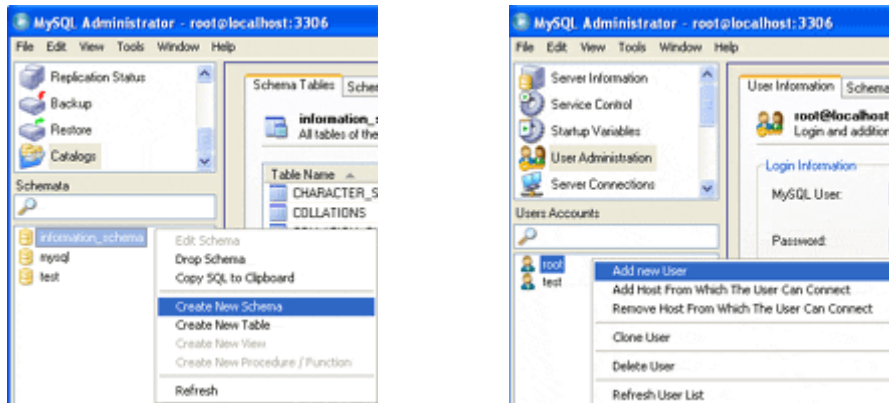 MySQL Administrator - root@localhost:3306
File Edit View Tools Window Help
Replication Status
Backup
Restore
Catalogs
Schemata
information_schema
mysql
test
Schema Tables
information_s
All tables of the
Table Name
CHARACTER_S
COLLATIONS
Edit Schema
Drop Schema
Copy SQL to Clipboard
Create New Schema
Create New Table
Create New View
Create New Procedure / Function
Refresh
MySQL Administrator - root@localhost:3306
File Edit View Tools Window Help
Server Information
Service Control
Startup Variables
User Administration
Server Connections
Users Accounts
root
test
User Information Schema
root@localhost
Login and addition
Login Information
MySQL User:
Password:
Add new User
Add Host From Which The User Can Connect
Remove Host From Which The User Can Connect
Clone User
Delete User
Refresh User List